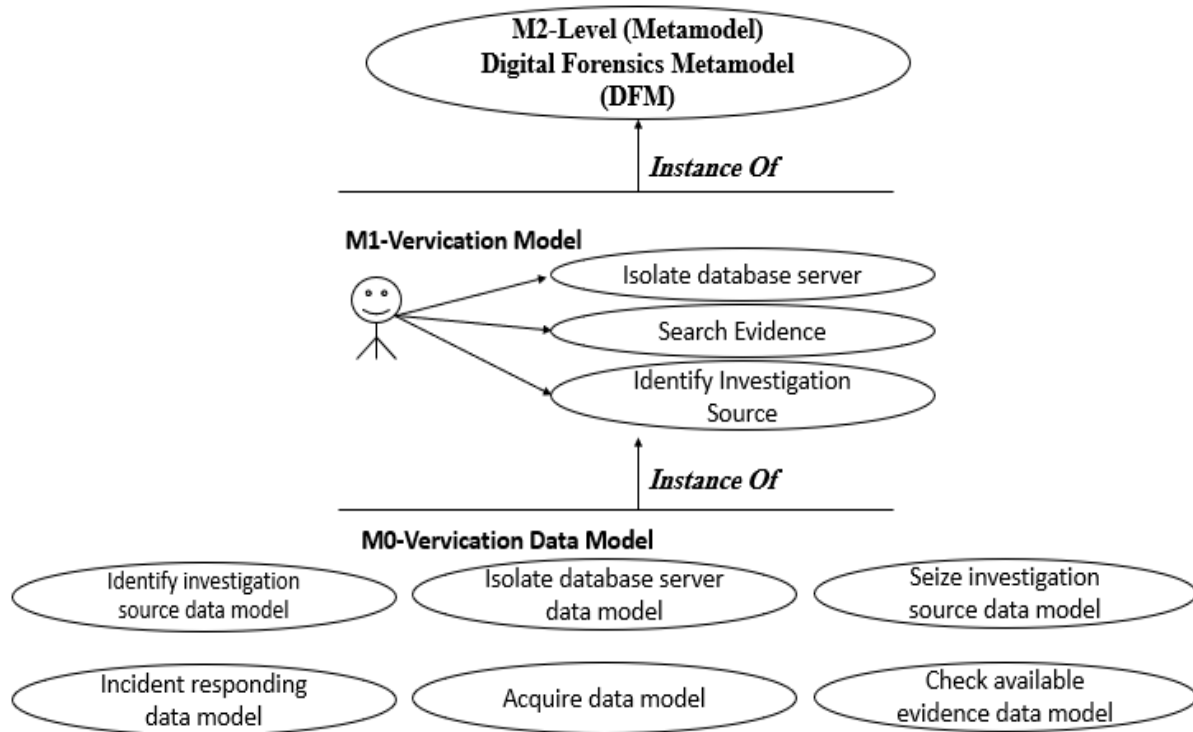 M2-Level (Metamodel)
Digital Forensics Metamodel
(DFM)
Instance Of
M1-Vervication Model
Isolate database server
Search Evidence
Identify Investigation
Source
Instance Of
M0-Vervication Data Model
Identify investigation
source data model
Isolate database server
data model
Seize investigation
source data model
Incident responding
data model
Acquire data model
Check available
evidence data model